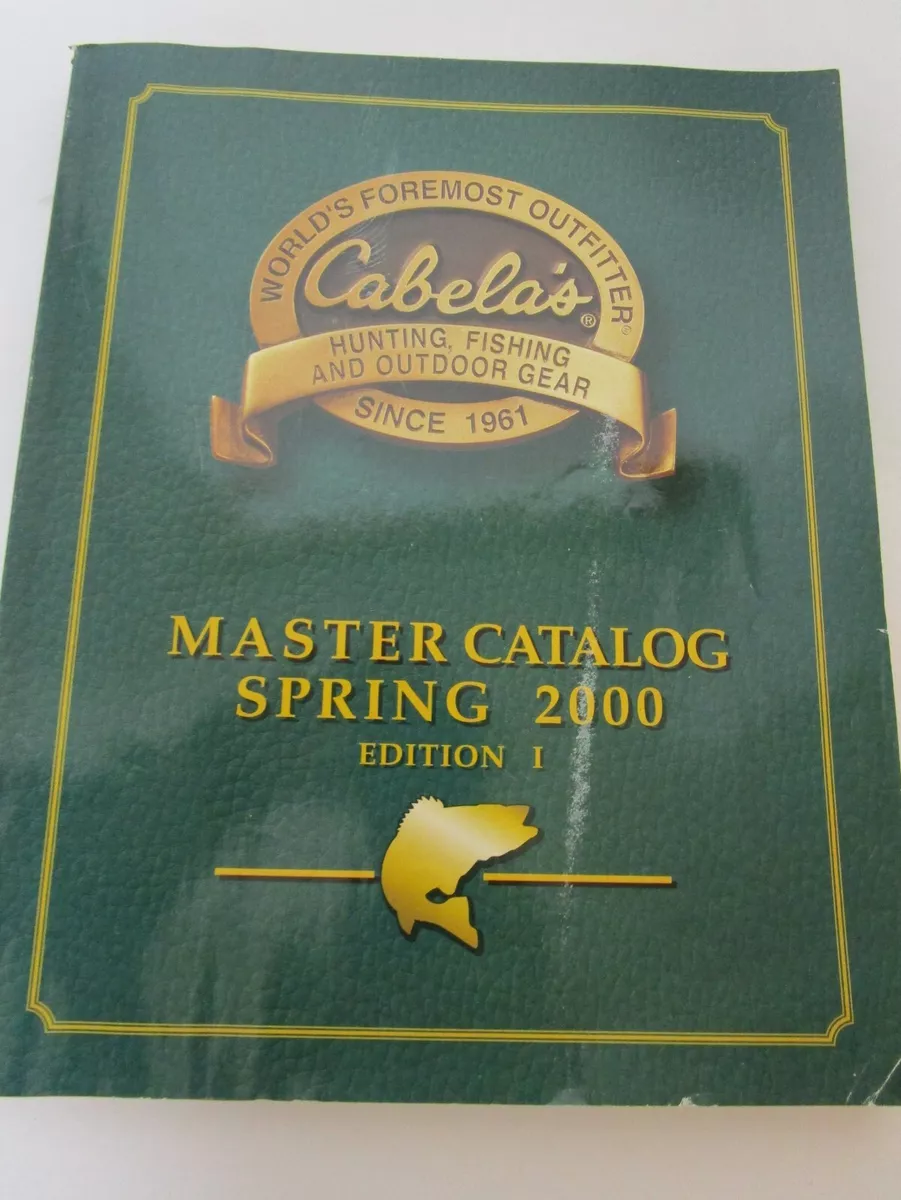 WORLD'S FOREMOST OUTFITTER®
Cabela's®
HUNTING, FISHING
AND OUTDOOR GEAR
SINCE 1961
MASTER CATALOG
SPRING 2000
EDITION I